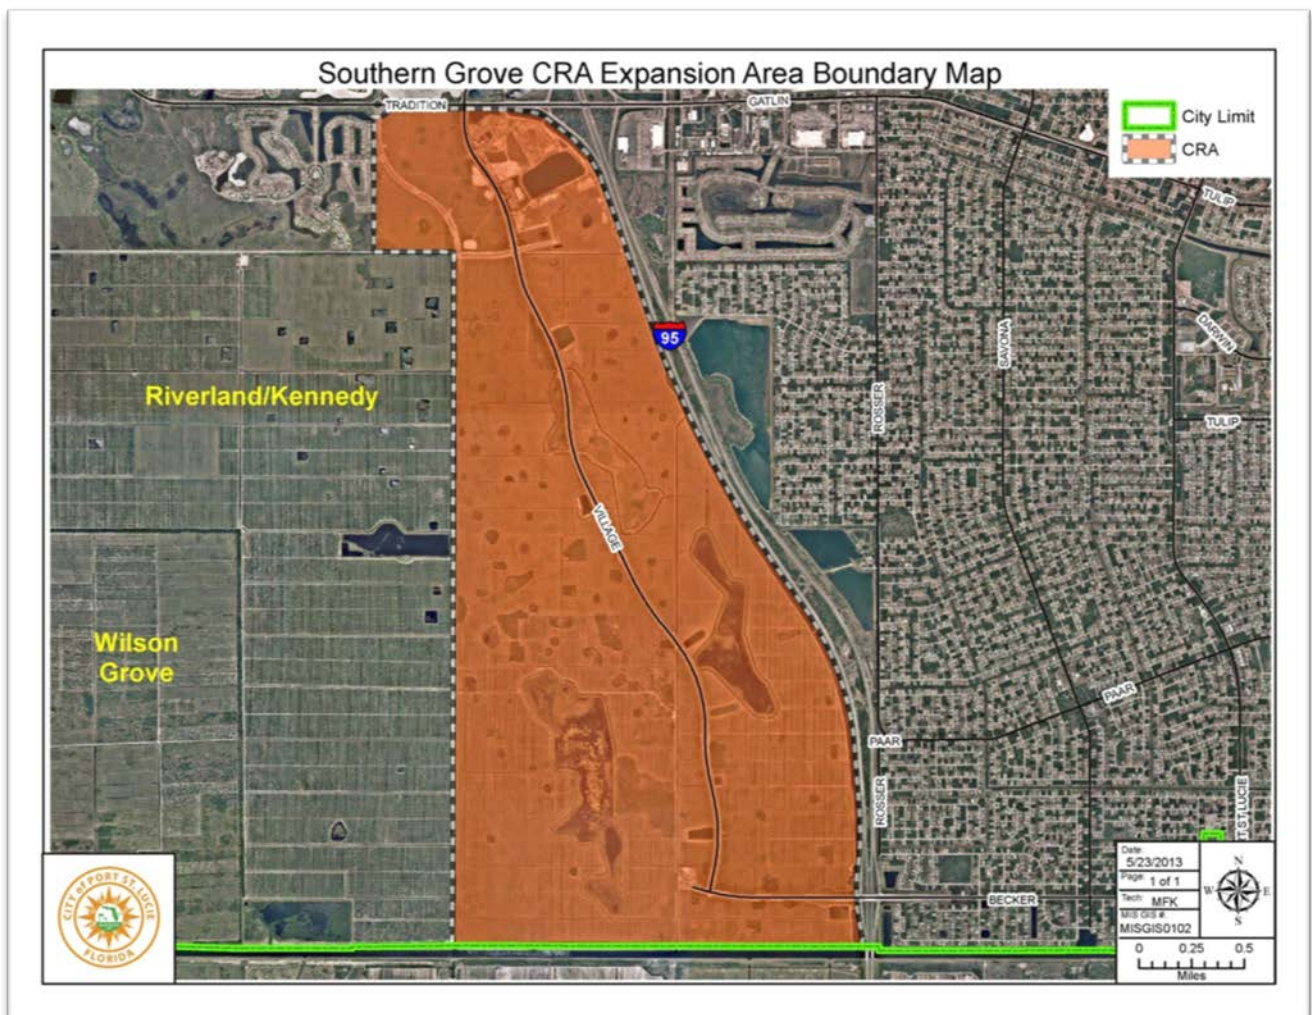 Southern Grove CRA Expansion Area Boundary Map
TRADITION
GATLIN
City Limit
CRA
TULIP
DARWIN
95
SAVONA
Riverland/Kennedy
ROSSER
TULIP
VILLAGE
Wilson
Grove
PAAR
PAAR
ROSSER
T ST LUCIE
BECKER
CITY of PORT ST. LUCIE
FLORIDA
Date:
5/23/2013
Page: 1 of 1
Tech: MFK
MIS GIS #:
MISGIS0102
N
W E
S
0 0.25 0.5
Miles